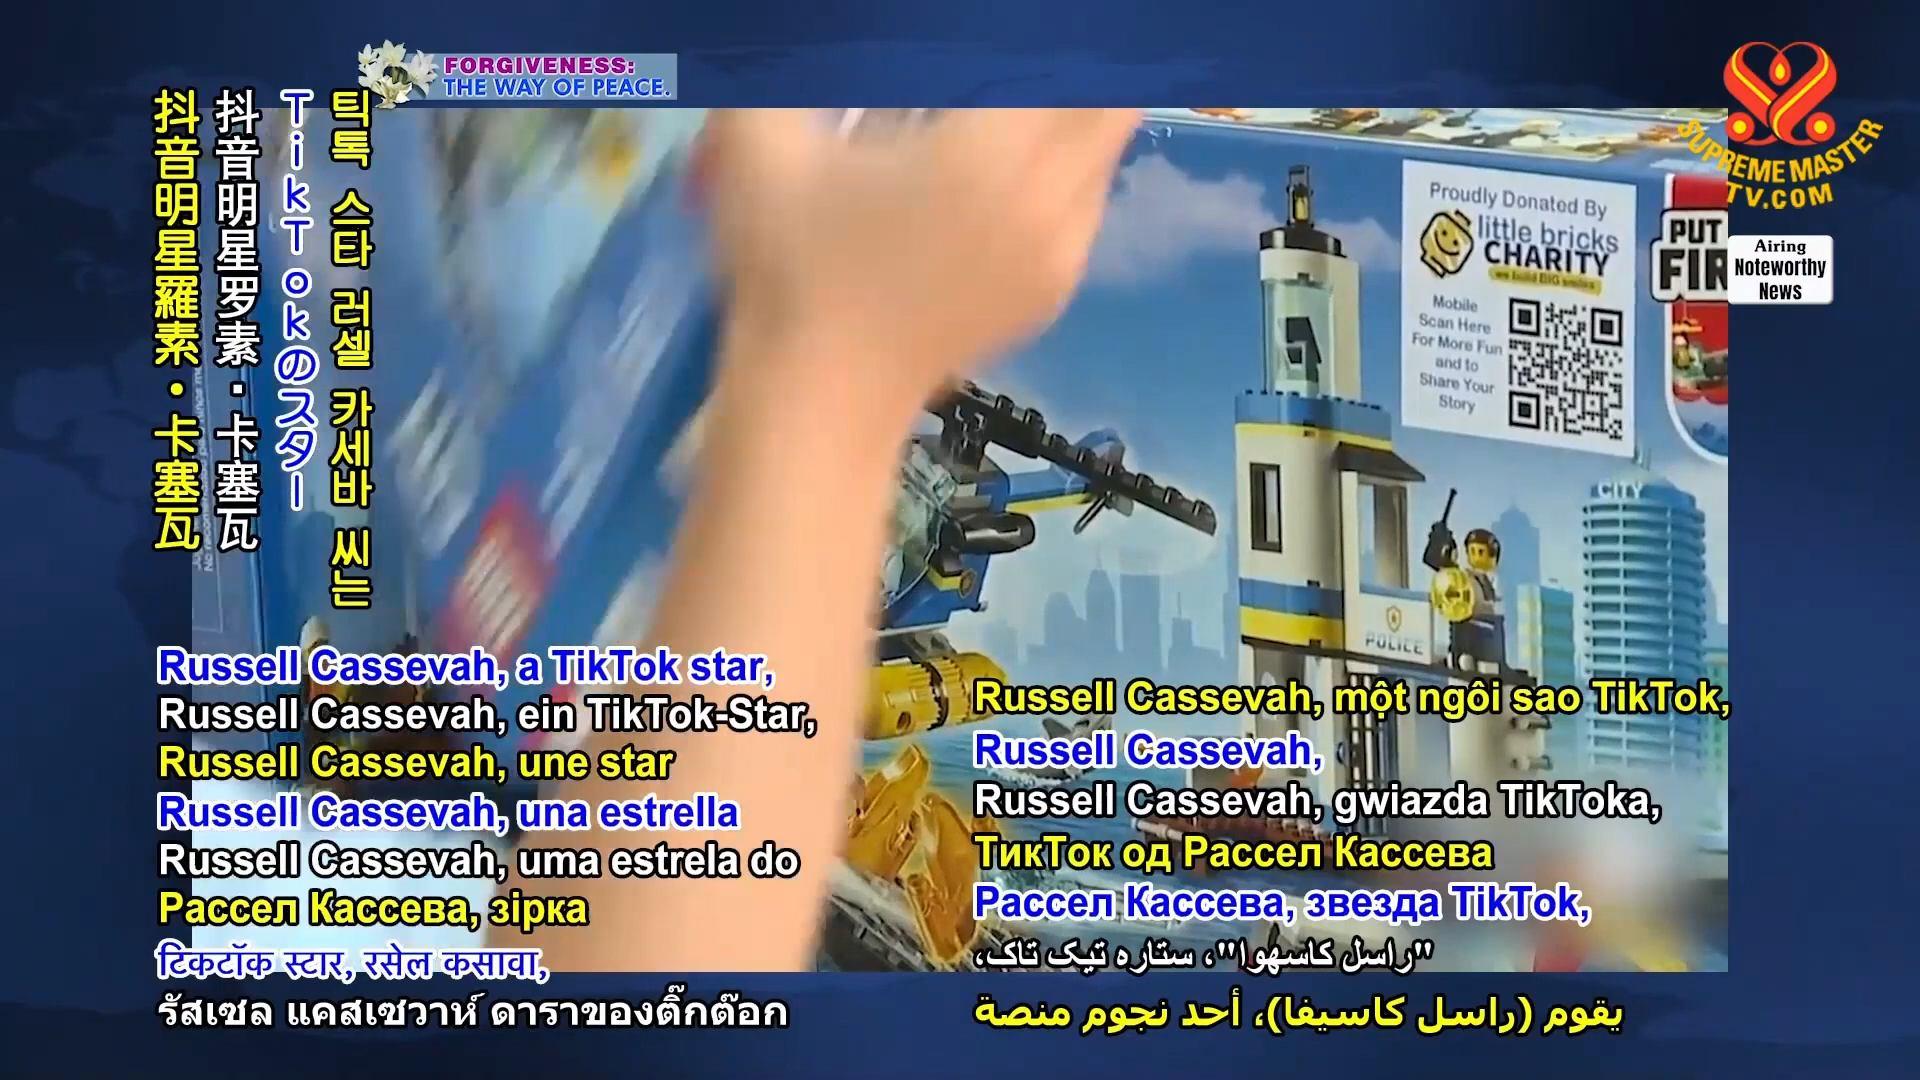 FORGIVENESS:
THE WAY OF PEACE.
SUPREME MASTER
TV.COM
Airing
Noteworthy
News
抖音明星羅素・卡塞瓦
抖音明星罗素・卡塞瓦
TikTokのスター
틱톡 스타 러셀 카세바 씨는
Proudly Donated By
little bricks
CHARITY
we build BIG smiles
Mobile
Scan Here
For More Fun
and to
Share Your
Story
PUT
FIR
CITY
POLICE
Russell Cassevah, a TikTok star,
Russell Cassevah, ein TikTok-Star,
Russell Cassevah, une star
Russell Cassevah, una estrella
Russell Cassevah, uma estrela do
Рассел Кассева, зірка
टिकटॉक स्टार, रसेल कसावा,
รัสเซล แคสเซวาห์ ดาราของติ๊กต๊อก
Russell Cassevah, một ngôi sao TikTok,
Russell Cassevah,
Russell Cassevah, gwiazda TikToka,
ТикТок од Рассел Кассева
Рассел Кассева, звезда TikTok,
"راسل کاسهوا"، ستاره تیک تاک،
يقوم (راسل كاسيفا)، أحد نجوم منصة